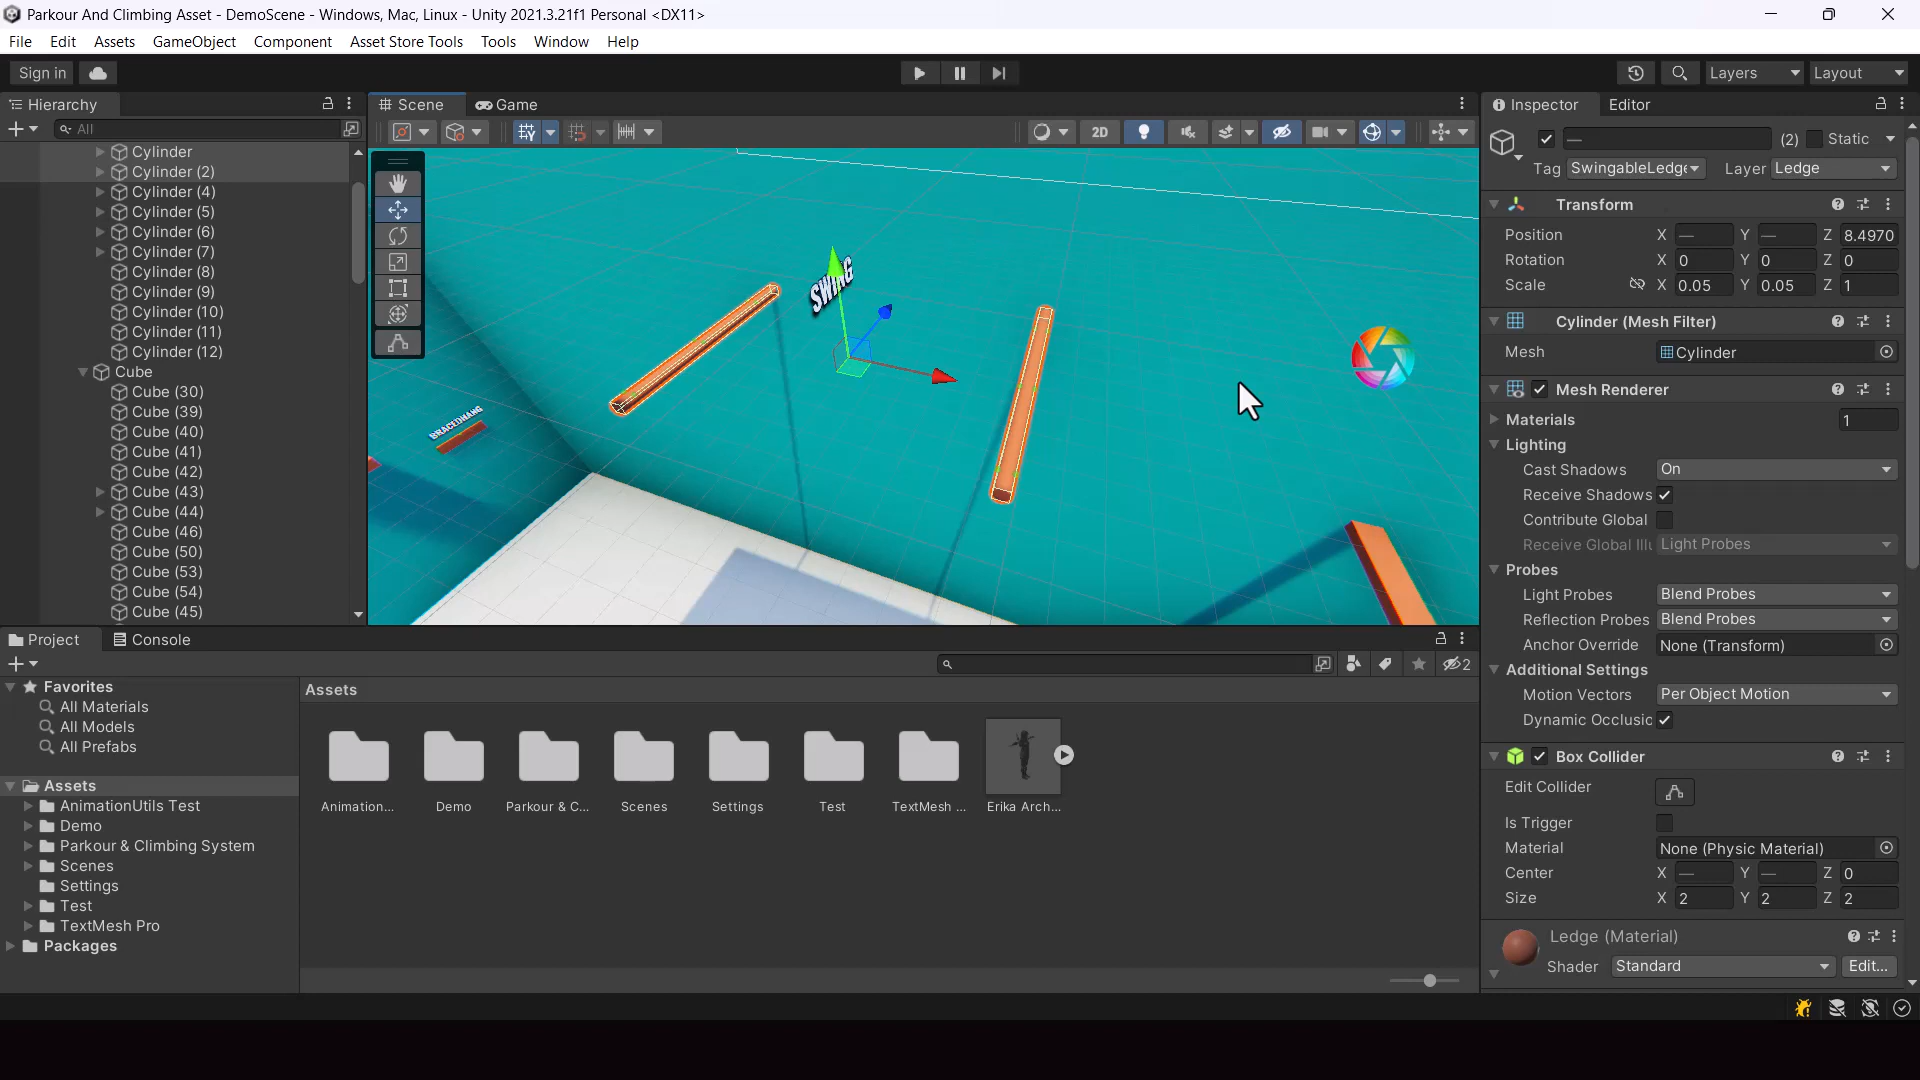 Parkour And Climbing Asset - DemoScene - Windows, Mac, Linux - Unity 2021.3.21f1 Personal <DX11>
File Edit Assets GameObject Component Asset Store Tools Tools Window Help
Sign in Layers Layout
Hierarchy
All
Cylinder
Cylinder (2)
Cylinder (4)
Cylinder (5)
Cylinder (6)
Cylinder (7)
Cylinder (8)
Cylinder (9)
Cylinder (10)
Cylinder (11)
Cylinder (12)
Cube
Cube (30)
Cube (39)
Cube (40)
Cube (41)
Cube (42)
Cube (43)
Cube (44)
Cube (46)
Cube (50)
Cube (53)
Cube (54)
Cube (45)
Scene Game
2D
SWING
BRACEDHANG
Inspector Editor
— (2) Static
Tag SwingableLedge Layer Ledge
Transform
Position X — Y — Z 8.4970
Rotation X 0 Y 0 Z 0
Scale X 0.05 Y 0.05 Z 1
Cylinder (Mesh Filter)
Mesh Cylinder
Mesh Renderer
Materials 1
Lighting
Cast Shadows On
Receive Shadows
Contribute Global
Receive Global Illu Light Probes
Probes
Light Probes Blend Probes
Reflection Probes Blend Probes
Anchor Override None (Transform)
Additional Settings
Motion Vectors Per Object Motion
Dynamic Occlusic
Box Collider
Edit Collider
Is Trigger
Material None (Physic Material)
Center X — Y — Z 0
Size X 2 Y 2 Z 2
Ledge (Material)
Shader Standard Edit...
Project Console
2
Favorites
All Materials
All Models
All Prefabs
Assets
AnimationUtils Test
Demo
Parkour & Climbing System
Scenes
Settings
Test
TextMesh Pro
Packages
Assets
Animation... Demo Parkour & C... Scenes Settings Test TextMesh ... Erika Arch...